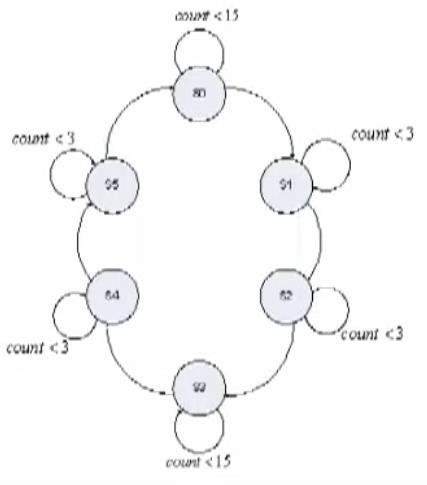 count < 15
S0
count < 3
count < 3
S5
S1
S4
S2
count < 3
count < 3
S3
count < 15